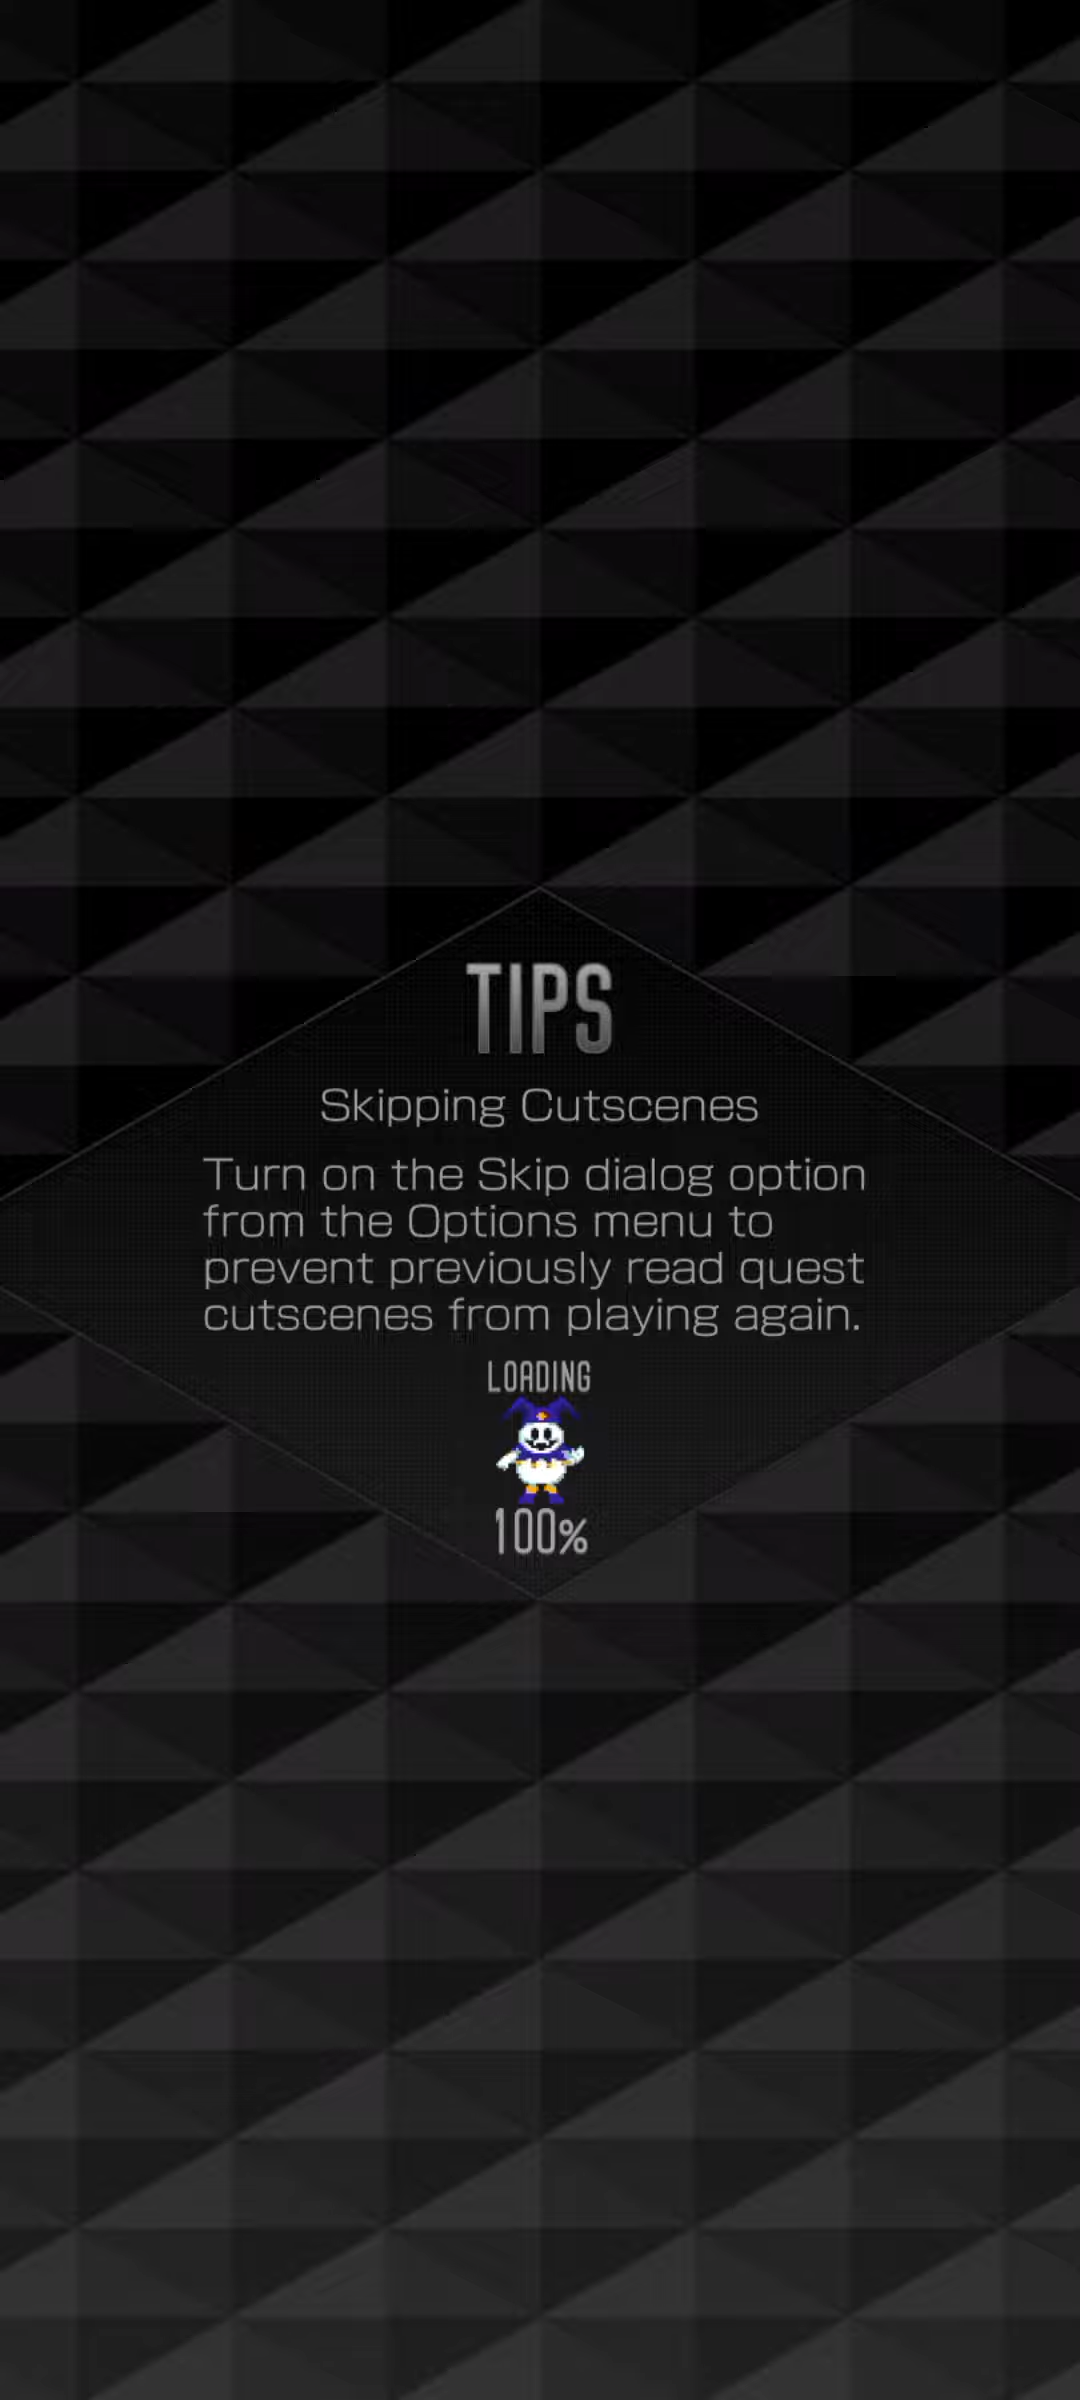 TIPS
Skipping Cutscenes
Turn on the Skip dialog option
from the Options menu to
prevent previously read quest
cutscenes from playing again.
LOADING
100%